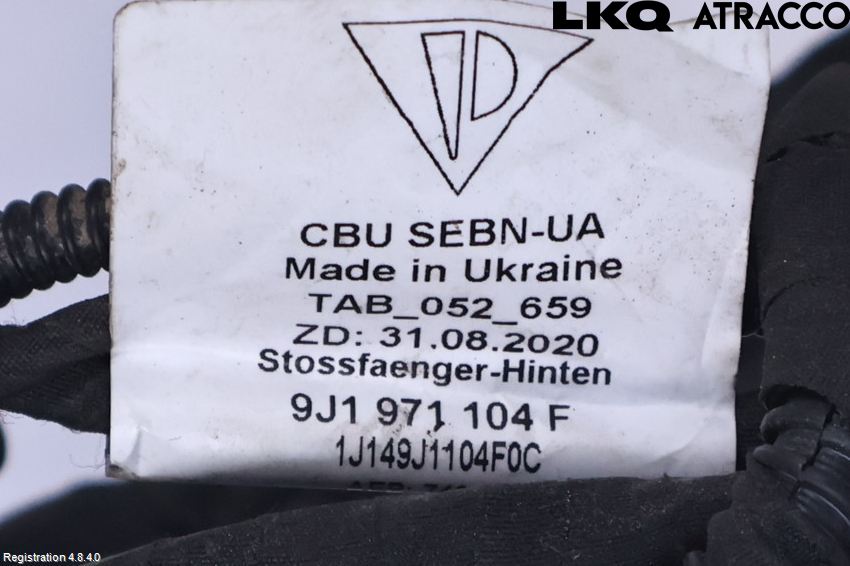 LKQ ATRACCO
CBU SEBN-UA
Made in Ukraine
TAB_052_659
ZD: 31.08.2020
Stossfaenger-Hinten
9J1 971 104 F
1J149J1104F0C
Registration 4.8.4.0